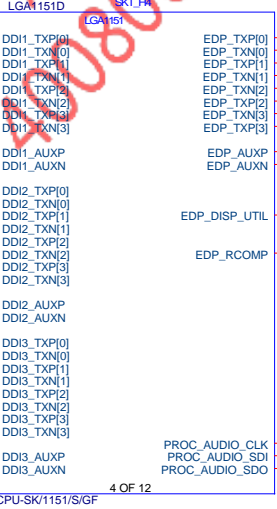 LGA1151D SKT_H4
LGA1151
DDI1_TXP[0] EDP_TXP[0]
DDI1_TXN[0] EDP_TXN[0]
DDI1_TXP[1] EDP_TXP[1]
DDI1_TXN[1] EDP_TXN[1]
DDI1_TXP[2] EDP_TXN[2]
DDI1_TXN[2] EDP_TXP[2]
DDI1_TXP[3] EDP_TXN[3]
DDI1_TXN[3] EDP_TXP[3]
DDI1_AUXP EDP_AUXP
DDI1_AUXN EDP_AUXN
DDI2_TXP[0]
DDI2_TXN[0]
DDI2_TXP[1] EDP_DISP_UTIL
DDI2_TXN[1]
DDI2_TXP[2]
DDI2_TXN[2] EDP_RCOMP
DDI2_TXP[3]
DDI2_TXN[3]
DDI2_AUXP
DDI2_AUXN
DDI3_TXP[0]
DDI3_TXN[0]
DDI3_TXP[1]
DDI3_TXN[1]
DDI3_TXP[2]
DDI3_TXN[2]
DDI3_TXP[3]
DDI3_TXN[3]
PROC_AUDIO_CLK
DDI3_AUXP PROC_AUDIO_SDI
DDI3_AUXN PROC_AUDIO_SDO
4 OF 12
CPU-SK/1151/S/GF